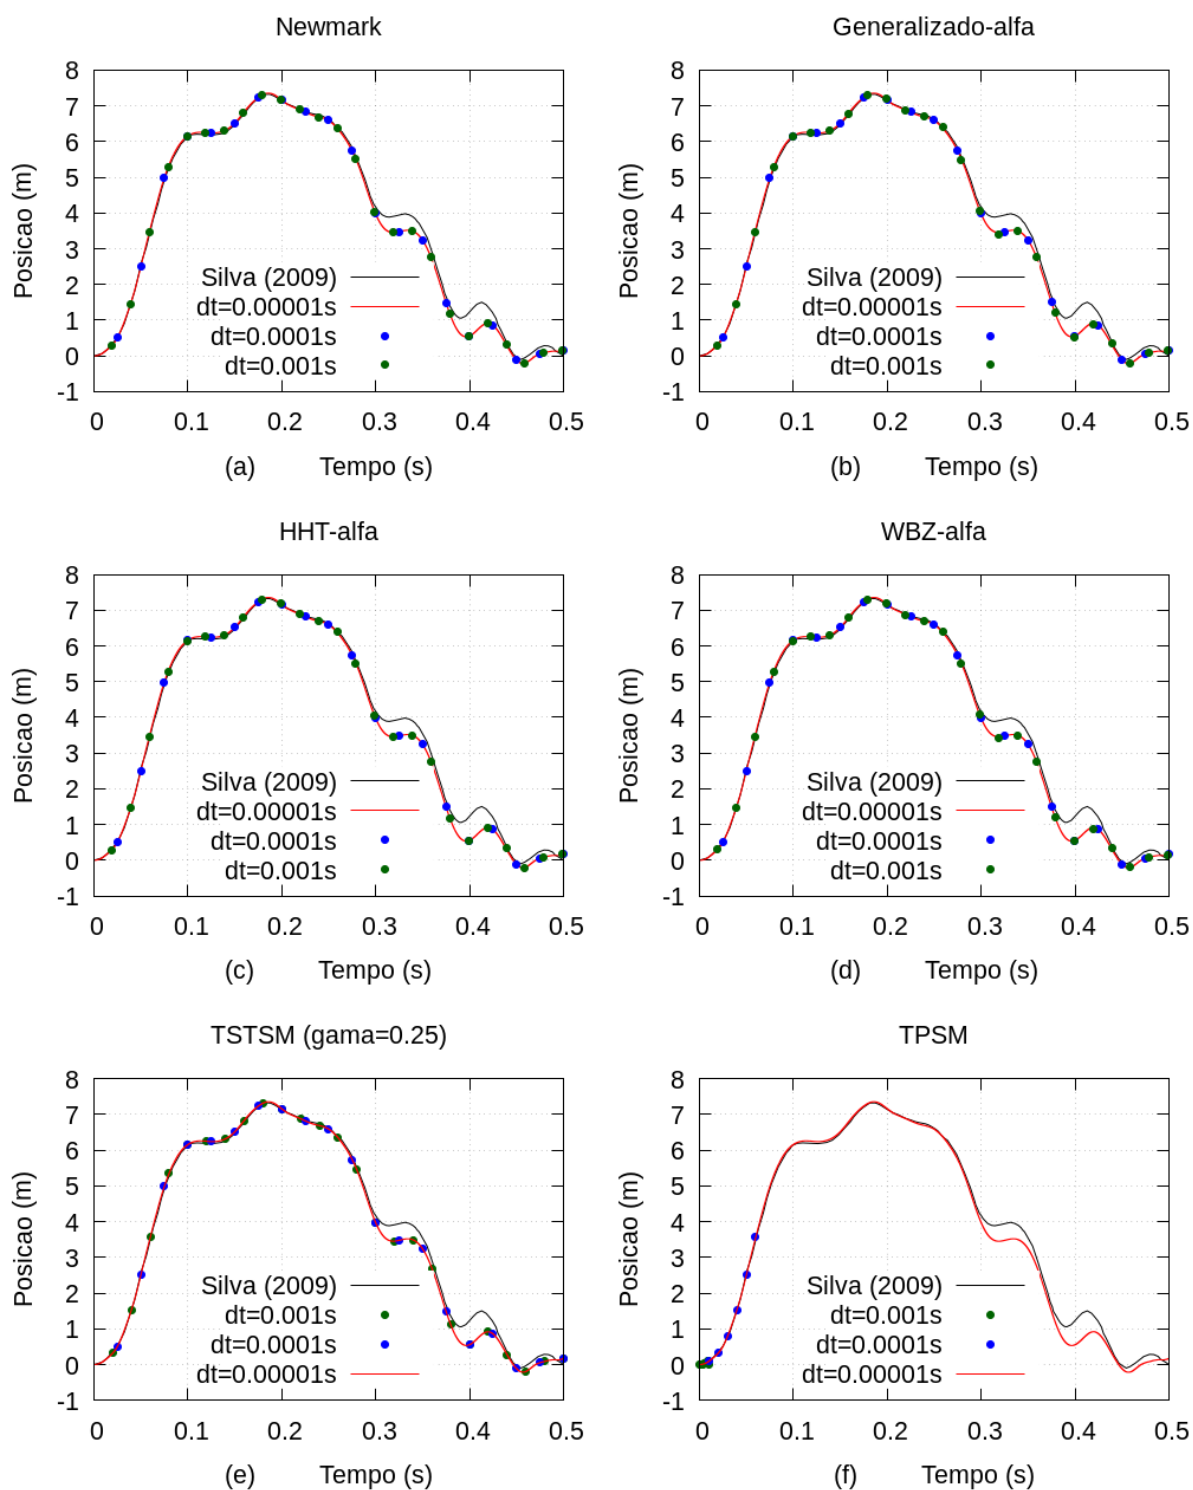 Newmark
8
7
6
5
4
3
2
1
0
-1
Posicao (m)
Silva (2009)
dt=0.00001s
dt=0.0001s
dt=0.001s
0 0.1 0.2 0.3 0.4 0.5
(a) Tempo (s)
Generalizado-alfa
8
7
6
5
4
3
2
1
0
-1
Posicao (m)
Silva (2009)
dt=0.00001s
dt=0.0001s
dt=0.001s
0 0.1 0.2 0.3 0.4 0.5
(b) Tempo (s)
HHT-alfa
8
7
6
5
4
3
2
1
0
-1
Posicao (m)
Silva (2009)
dt=0.00001s
dt=0.0001s
dt=0.001s
0 0.1 0.2 0.3 0.4 0.5
(c) Tempo (s)
WBZ-alfa
8
7
6
5
4
3
2
1
0
-1
Posicao (m)
Silva (2009)
dt=0.00001s
dt=0.0001s
dt=0.001s
0 0.1 0.2 0.3 0.4 0.5
(d) Tempo (s)
TSTSM (gama=0.25)
8
7
6
5
4
3
2
1
0
-1
Posicao (m)
Silva (2009)
dt=0.001s
dt=0.0001s
dt=0.00001s
0 0.1 0.2 0.3 0.4 0.5
(e) Tempo (s)
TPSM
8
7
6
5
4
3
2
1
0
-1
Posicao (m)
Silva (2009)
dt=0.001s
dt=0.0001s
dt=0.00001s
0 0.1 0.2 0.3 0.4 0.5
(f) Tempo (s)